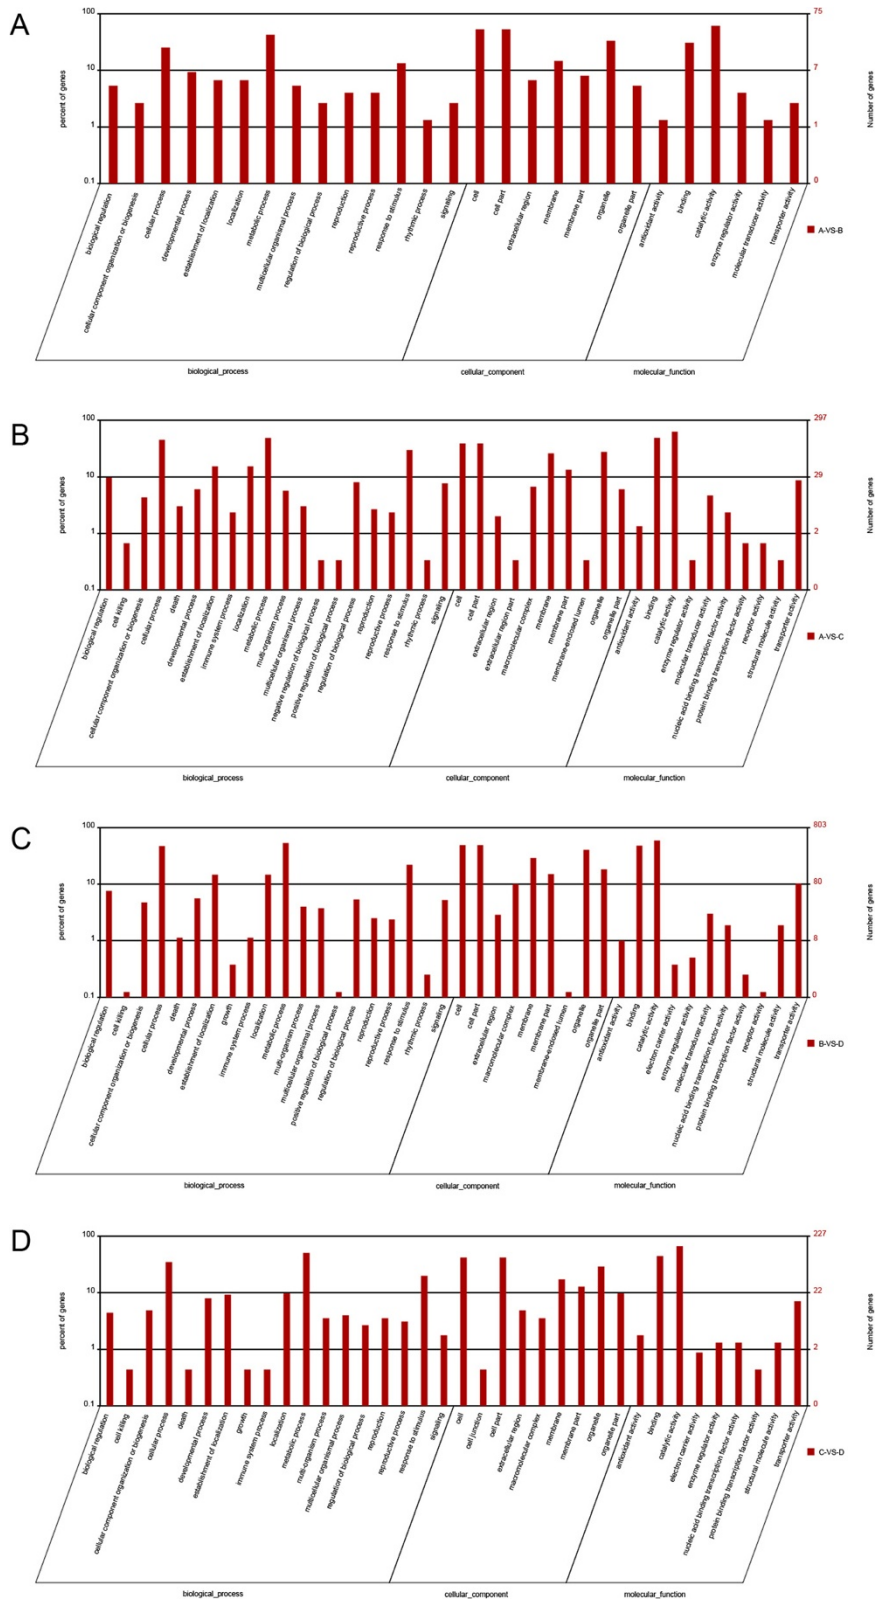 A
100
10
1
0.1
percent of genes
75
7
1
0
Number of genes
biological regulation
cellular component organization or biogenesis
cellular process
developmental process
establishment of localization
localization
metabolic process
multicellular organismal process
regulation of biological process
reproduction
reproductive process
response to stimulus
rhythmic process
signaling
cell
cell part
extracellular region
membrane
membrane part
organelle
organelle part
antioxidant activity
binding
catalytic activity
enzyme regulator activity
molecular transducer activity
transporter activity
A-VS-B
biological_process
cellular_component
molecular_function
B
100
10
1
0.1
percent of genes
297
29
2
0
Number of genes
biological regulation
cell killing
cellular component organization or biogenesis
cellular process
death
developmental process
establishment of localization
immune system process
localization
metabolic process
multi-organism process
multicellular organismal process
negative regulation of biological process
positive regulation of biological process
regulation of biological process
reproduction
reproductive process
response to stimulus
rhythmic process
signaling
cell
cell part
extracellular region
extracellular region part
macromolecular complex
membrane
membrane part
membrane-enclosed lumen
organelle
organelle part
antioxidant activity
binding
catalytic activity
enzyme regulator activity
molecular transducer activity
nucleic acid binding transcription factor activity
protein binding transcription factor activity
receptor activity
structural molecule activity
transporter activity
A-VS-C
biological_process
cellular_component
molecular_function
C
100
10
1
0.1
percent of genes
803
80
8
0
Number of genes
biological regulation
cell killing
cellular component organization or biogenesis
cellular process
death
developmental process
establishment of localization
growth
immune system process
localization
metabolic process
multi-organism process
multicellular organismal process
positive regulation of biological process
regulation of biological process
reproduction
reproductive process
response to stimulus
rhythmic process
signaling
cell
cell part
extracellular region
macromolecular complex
membrane
membrane part
membrane-enclosed lumen
organelle
organelle part
antioxidant activity
binding
catalytic activity
electron carrier activity
enzyme regulator activity
molecular transducer activity
nucleic acid binding transcription factor activity
protein binding transcription factor activity
receptor activity
structural molecule activity
transporter activity
B-VS-D
biological_process
cellular_component
molecular_function
D
100
10
1
0.1
percent of genes
227
22
2
0
Number of genes
biological regulation
cell killing
cellular component organization or biogenesis
cellular process
death
developmental process
establishment of localization
growth
immune system process
localization
metabolic process
multi-organism process
multicellular organismal process
regulation of biological process
reproduction
reproductive process
response to stimulus
signaling
cell
cell junction
cell part
extracellular region
macromolecular complex
membrane
membrane part
organelle
organelle part
antioxidant activity
binding
catalytic activity
electron carrier activity
enzyme regulator activity
nucleic acid binding transcription factor activity
protein binding transcription factor activity
structural molecule activity
transporter activity
C-VS-D
biological_process
cellular_component
molecular_function